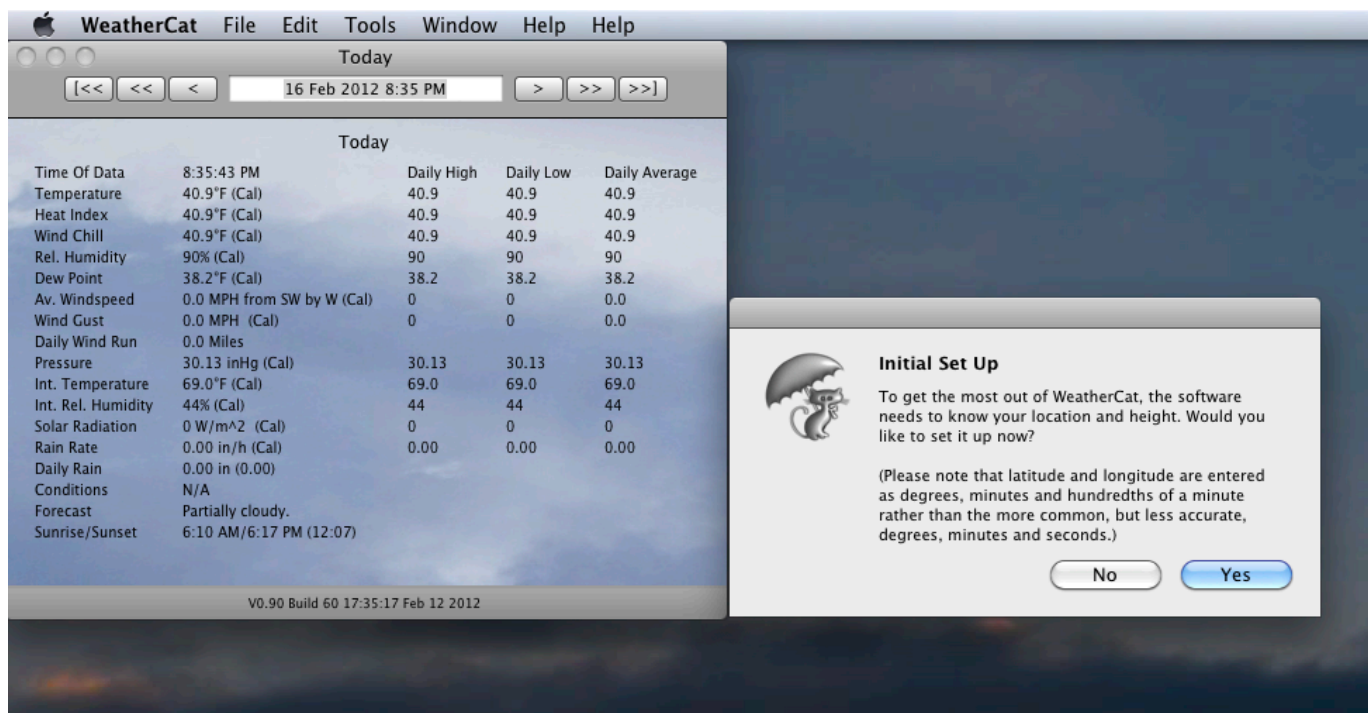 WeatherCat File Edit Tools Window Help Help
Today
[<< << < 16 Feb 2012 8:35 PM > >> >>]
Today
Time Of Data 8:35:43 PM Daily High Daily Low Daily Average
Temperature 40.9°F (Cal) 40.9 40.9 40.9
Heat Index 40.9°F (Cal) 40.9 40.9 40.9
Wind Chill 40.9°F (Cal) 40.9 40.9 40.9
Rel. Humidity 90% (Cal) 90 90 90
Dew Point 38.2°F (Cal) 38.2 38.2 38.2
Av. Windspeed 0.0 MPH from SW by W (Cal) 0 0 0.0
Wind Gust 0.0 MPH (Cal) 0 0 0.0
Daily Wind Run 0.0 Miles
Pressure 30.13 inHg (Cal) 30.13 30.13 30.13
Int. Temperature 69.0°F (Cal) 69.0 69.0 69.0
Int. Rel. Humidity 44% (Cal) 44 44 44
Solar Radiation 0 W/m^2 (Cal) 0 0 0
Rain Rate 0.00 in/h (Cal) 0.00 0.00 0.00
Daily Rain 0.00 in (0.00)
Conditions N/A
Forecast Partially cloudy.
Sunrise/Sunset 6:10 AM/6:17 PM (12:07)
V0.90 Build 60 17:35:17 Feb 12 2012
Initial Set Up
To get the most out of WeatherCat, the software
needs to know your location and height. Would you
like to set it up now?
(Please note that latitude and longitude are entered
as degrees, minutes and hundredths of a minute
rather than the more common, but less accurate,
degrees, minutes and seconds.)
No Yes